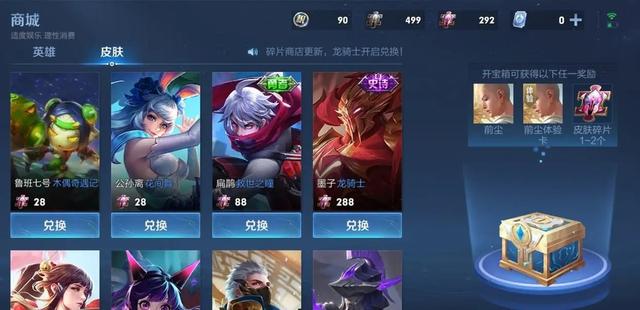 商城
适度娱乐 理性消费
90
499
292
0
英雄
皮肤
碎片商店更新，龙骑士开启兑换！
勇者
史诗
鲁班七号 木偶奇遇记
公孙离 花间舞
扁鹊 救世之瞳
墨子 龙骑士
28
28
88
288
兑换
兑换
兑换
兑换
开宝箱可获得以下任一奖励
体验
前尘
前尘体验卡
皮肤碎片
1~2个